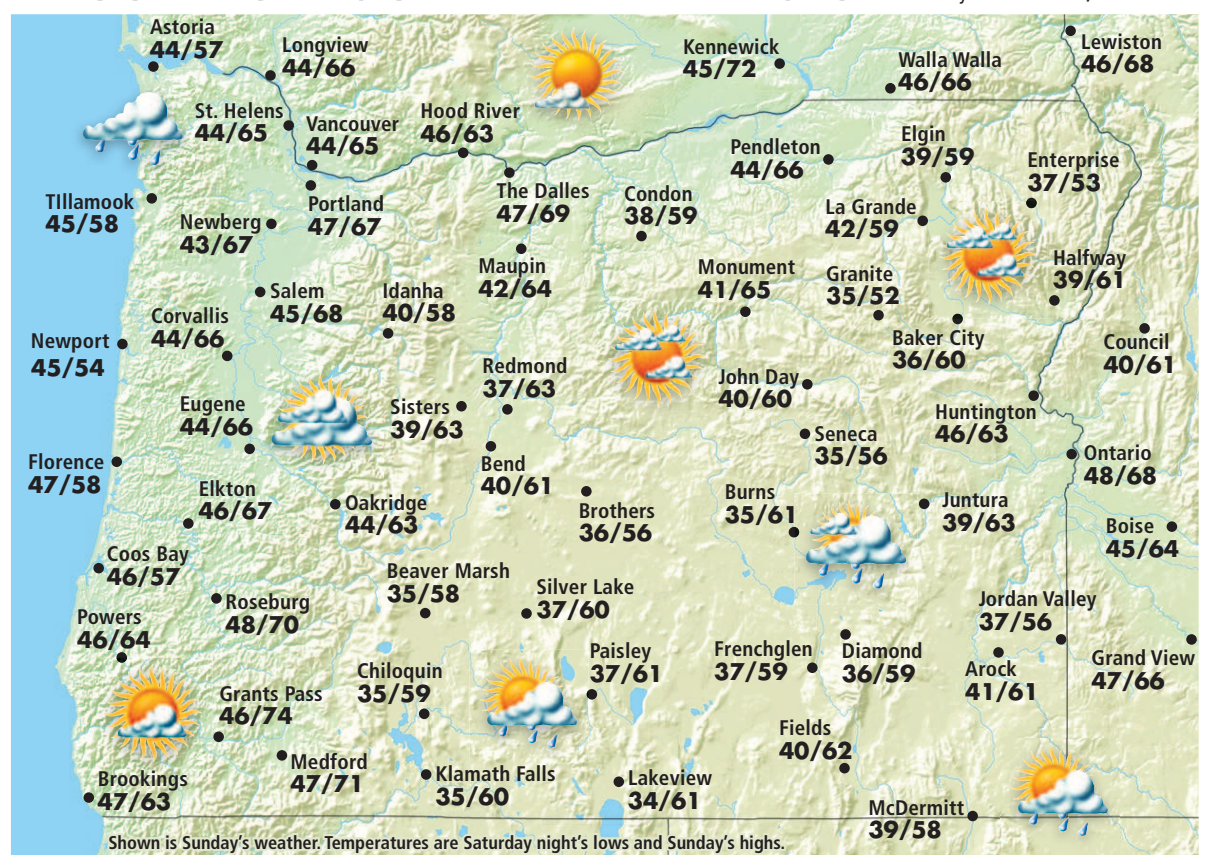 Astoria
44/57
Longview
44/66
Kennewick
45/72
Walla Walla
46/66
Lewiston
46/68
St. Helens
44/65
Vancouver
44/65
Hood River
46/63
Pendleton
44/66
Elgin
39/59
Enterprise
37/53
TIllamook
45/58
Newberg
43/67
Portland
47/67
The Dalles
47/69
Condon
38/59
La Grande
42/59
Maupin
42/64
Monument
41/65
Granite
35/52
Halfway
39/61
Salem
45/68
Idanha
40/58
Corvallis
44/66
Newport
45/54
Baker City
36/60
Council
40/61
Redmond
37/63
John Day
40/60
Eugene
44/66
Sisters
39/63
Huntington
46/63
Seneca
35/56
Florence
47/58
Bend
40/61
Ontario
48/68
Elkton
46/67
Oakridge
44/63
Brothers
36/56
Burns
35/61
Juntura
39/63
Boise
45/64
Coos Bay
46/57
Beaver Marsh
35/58
Silver Lake
37/60
Roseburg
48/70
Jordan Valley
37/56
Powers
46/64
Paisley
37/61
Frenchglen
37/59
Diamond
36/59
Arock
41/61
Grand View
47/66
Chiloquin
35/59
Grants Pass
46/74
Fields
40/62
Medford
47/71
Brookings
47/63
Klamath Falls
35/60
Lakeview
34/61
McDermitt
39/58
Shown is Sunday's weather. Temperatures are Saturday night's lows and Sunday's highs.